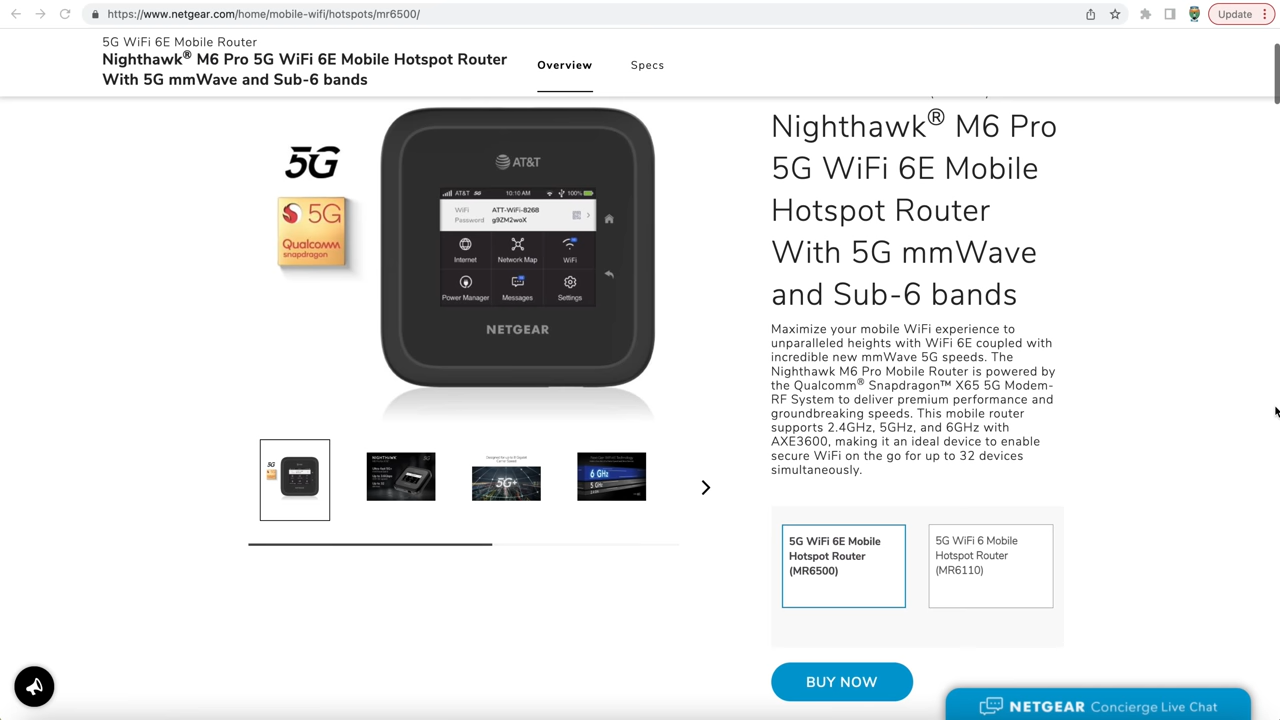 https://www.netgear.com/home/mobile-wifi/hotspots/mr6500/
Update
5G WiFi 6E Mobile Router
Nighthawk® M6 Pro 5G WiFi 6E Mobile Hotspot Router
With 5G mmWave and Sub-6 bands
Overview
Specs
5G
5G
Qualcomm
snapdragon
AT&T
AT&T 5G
10:10 AM
100%
WiFi ATT-WiFi-8268
Password g9ZM2woX
Internet
Network Map
WiFi
Power Manager
Messages
Settings
NETGEAR
Nighthawk® M6 Pro
5G WiFi 6E Mobile
Hotspot Router
With 5G mmWave
and Sub-6 bands
Maximize your mobile WiFi experience to
unparalleled heights with WiFi 6E coupled with
incredible new mmWave 5G speeds. The
Nighthawk M6 Pro Mobile Router is powered by
the Qualcomm® Snapdragon™ X65 5G Modem-
RF System to deliver premium performance and
groundbreaking speeds. This mobile router
supports 2.4GHz, 5GHz, and 6GHz with
AXE3600, making it an ideal device to enable
secure WiFi on the go for up to 32 devices
simultaneously.
5G+
6 GHz
5 GHz
5G WiFi 6E Mobile
Hotspot Router
(MR6500)
5G WiFi 6 Mobile
Hotspot Router
(MR6110)
BUY NOW
NETGEAR Concierge Live Chat